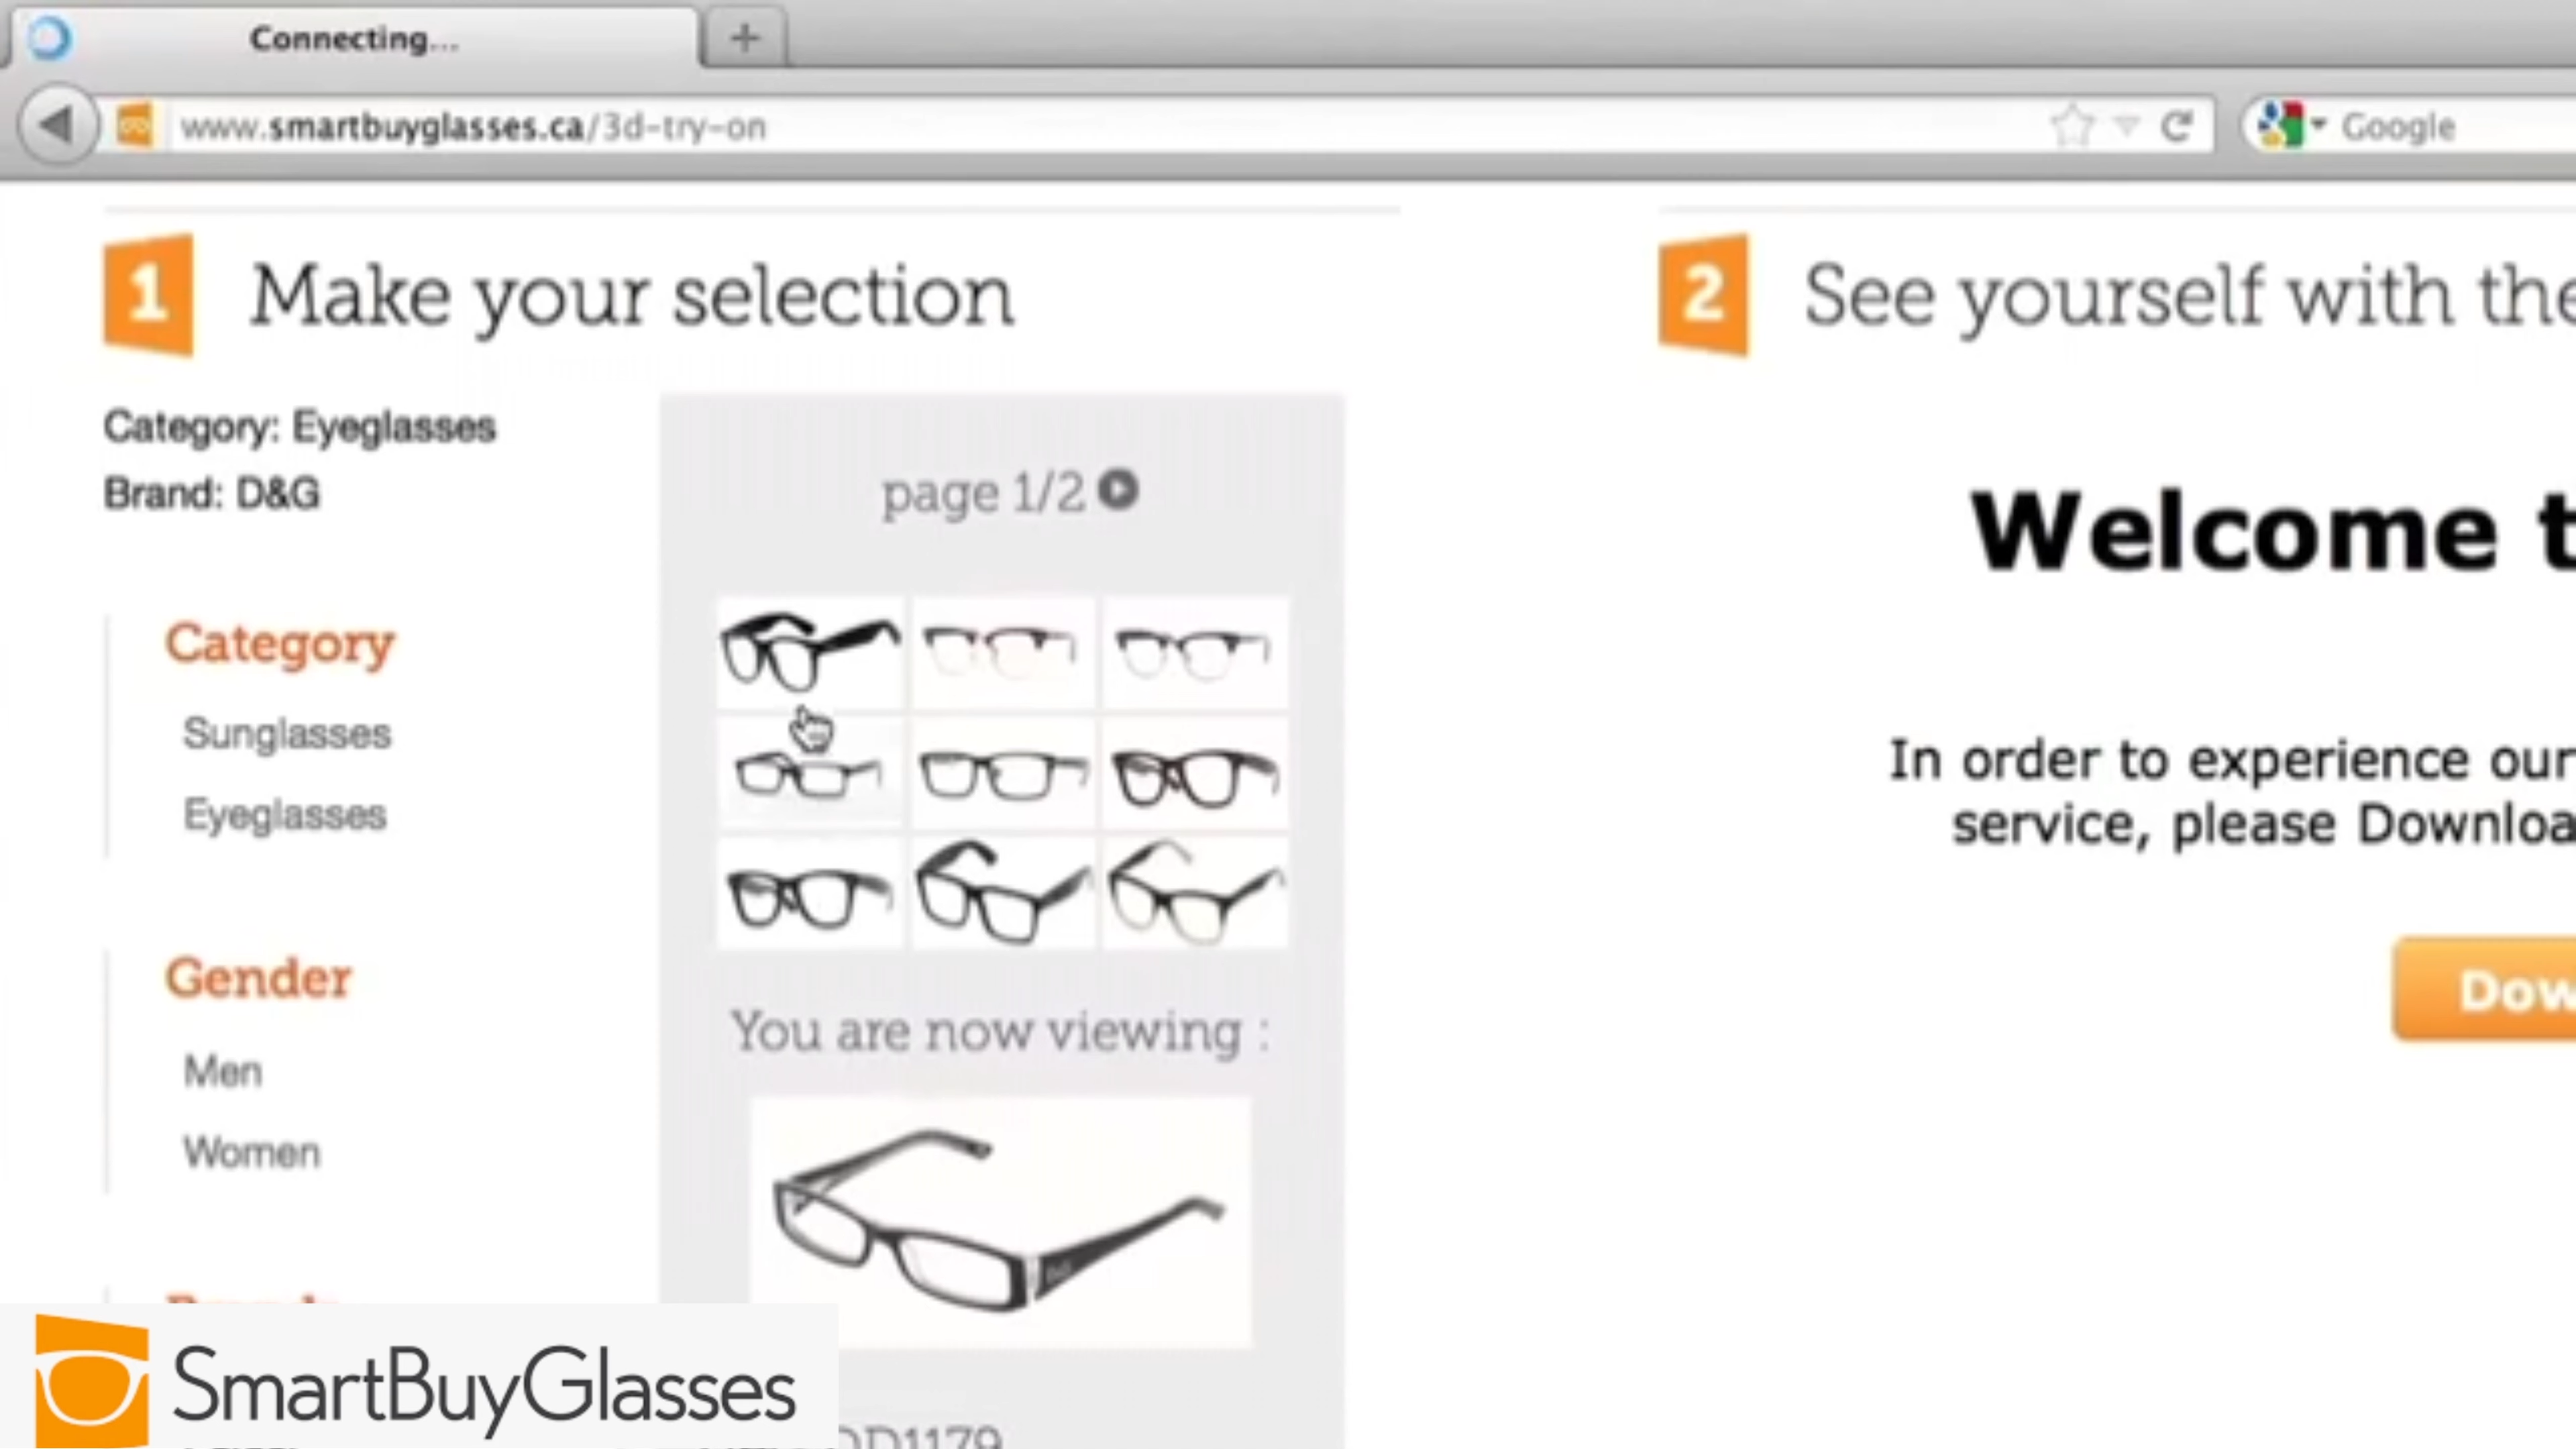 Connecting...
www.smartbuyglasses.ca/3d-try-on
Google
1 Make your selection
2 See yourself with the
Category: Eyeglasses
Brand: D&G
page 1/2
Category
Sunglasses
Eyeglasses
Gender
Men
Women
You are now viewing :
Welcome t
In order to experience our
service, please Downloa
Dow
SmartBuyGlasses
DD1179